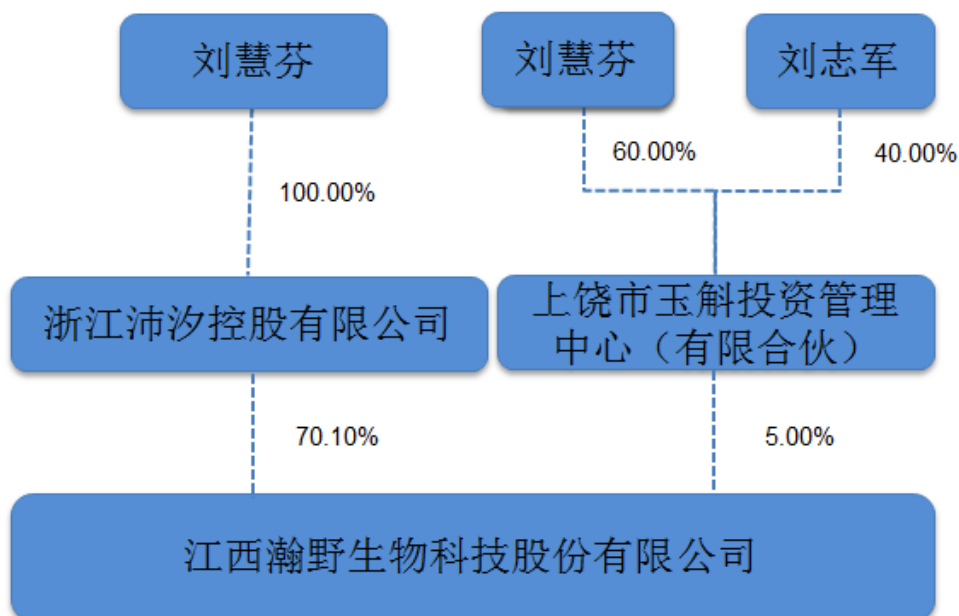 刘慧芬
刘慧芬
刘志军
60.00%
40.00%
100.00%
浙江沛汐控股有限公司
上饶市玉斛投资管理
中心（有限合伙）
70.10%
5.00%
江西瀚野生物科技股份有限公司